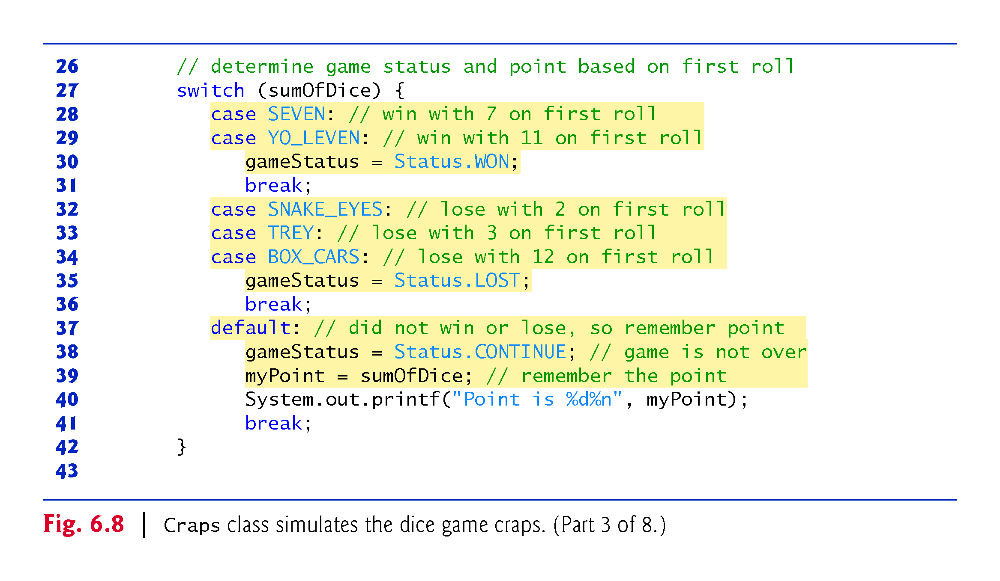 26 // determine game status and point based on first roll
27 switch (sumOfDice) {
28 case SEVEN: // win with 7 on first roll
29 case YO_LEVEN: // win with 11 on first roll
30 gameStatus = Status.WON;
31 break;
32 case SNAKE_EYES: // lose with 2 on first roll
33 case TREY: // lose with 3 on first roll
34 case BOX_CARS: // lose with 12 on first roll
35 gameStatus = Status.LOST;
36 break;
37 default: // did not win or lose, so remember point
38 gameStatus = Status.CONTINUE; // game is not over
39 myPoint = sumOfDice; // remember the point
40 System.out.printf("Point is %d%n", myPoint);
41 break;
42 }
43
Fig. 6.8 | Craps class simulates the dice game craps. (Part 3 of 8.)